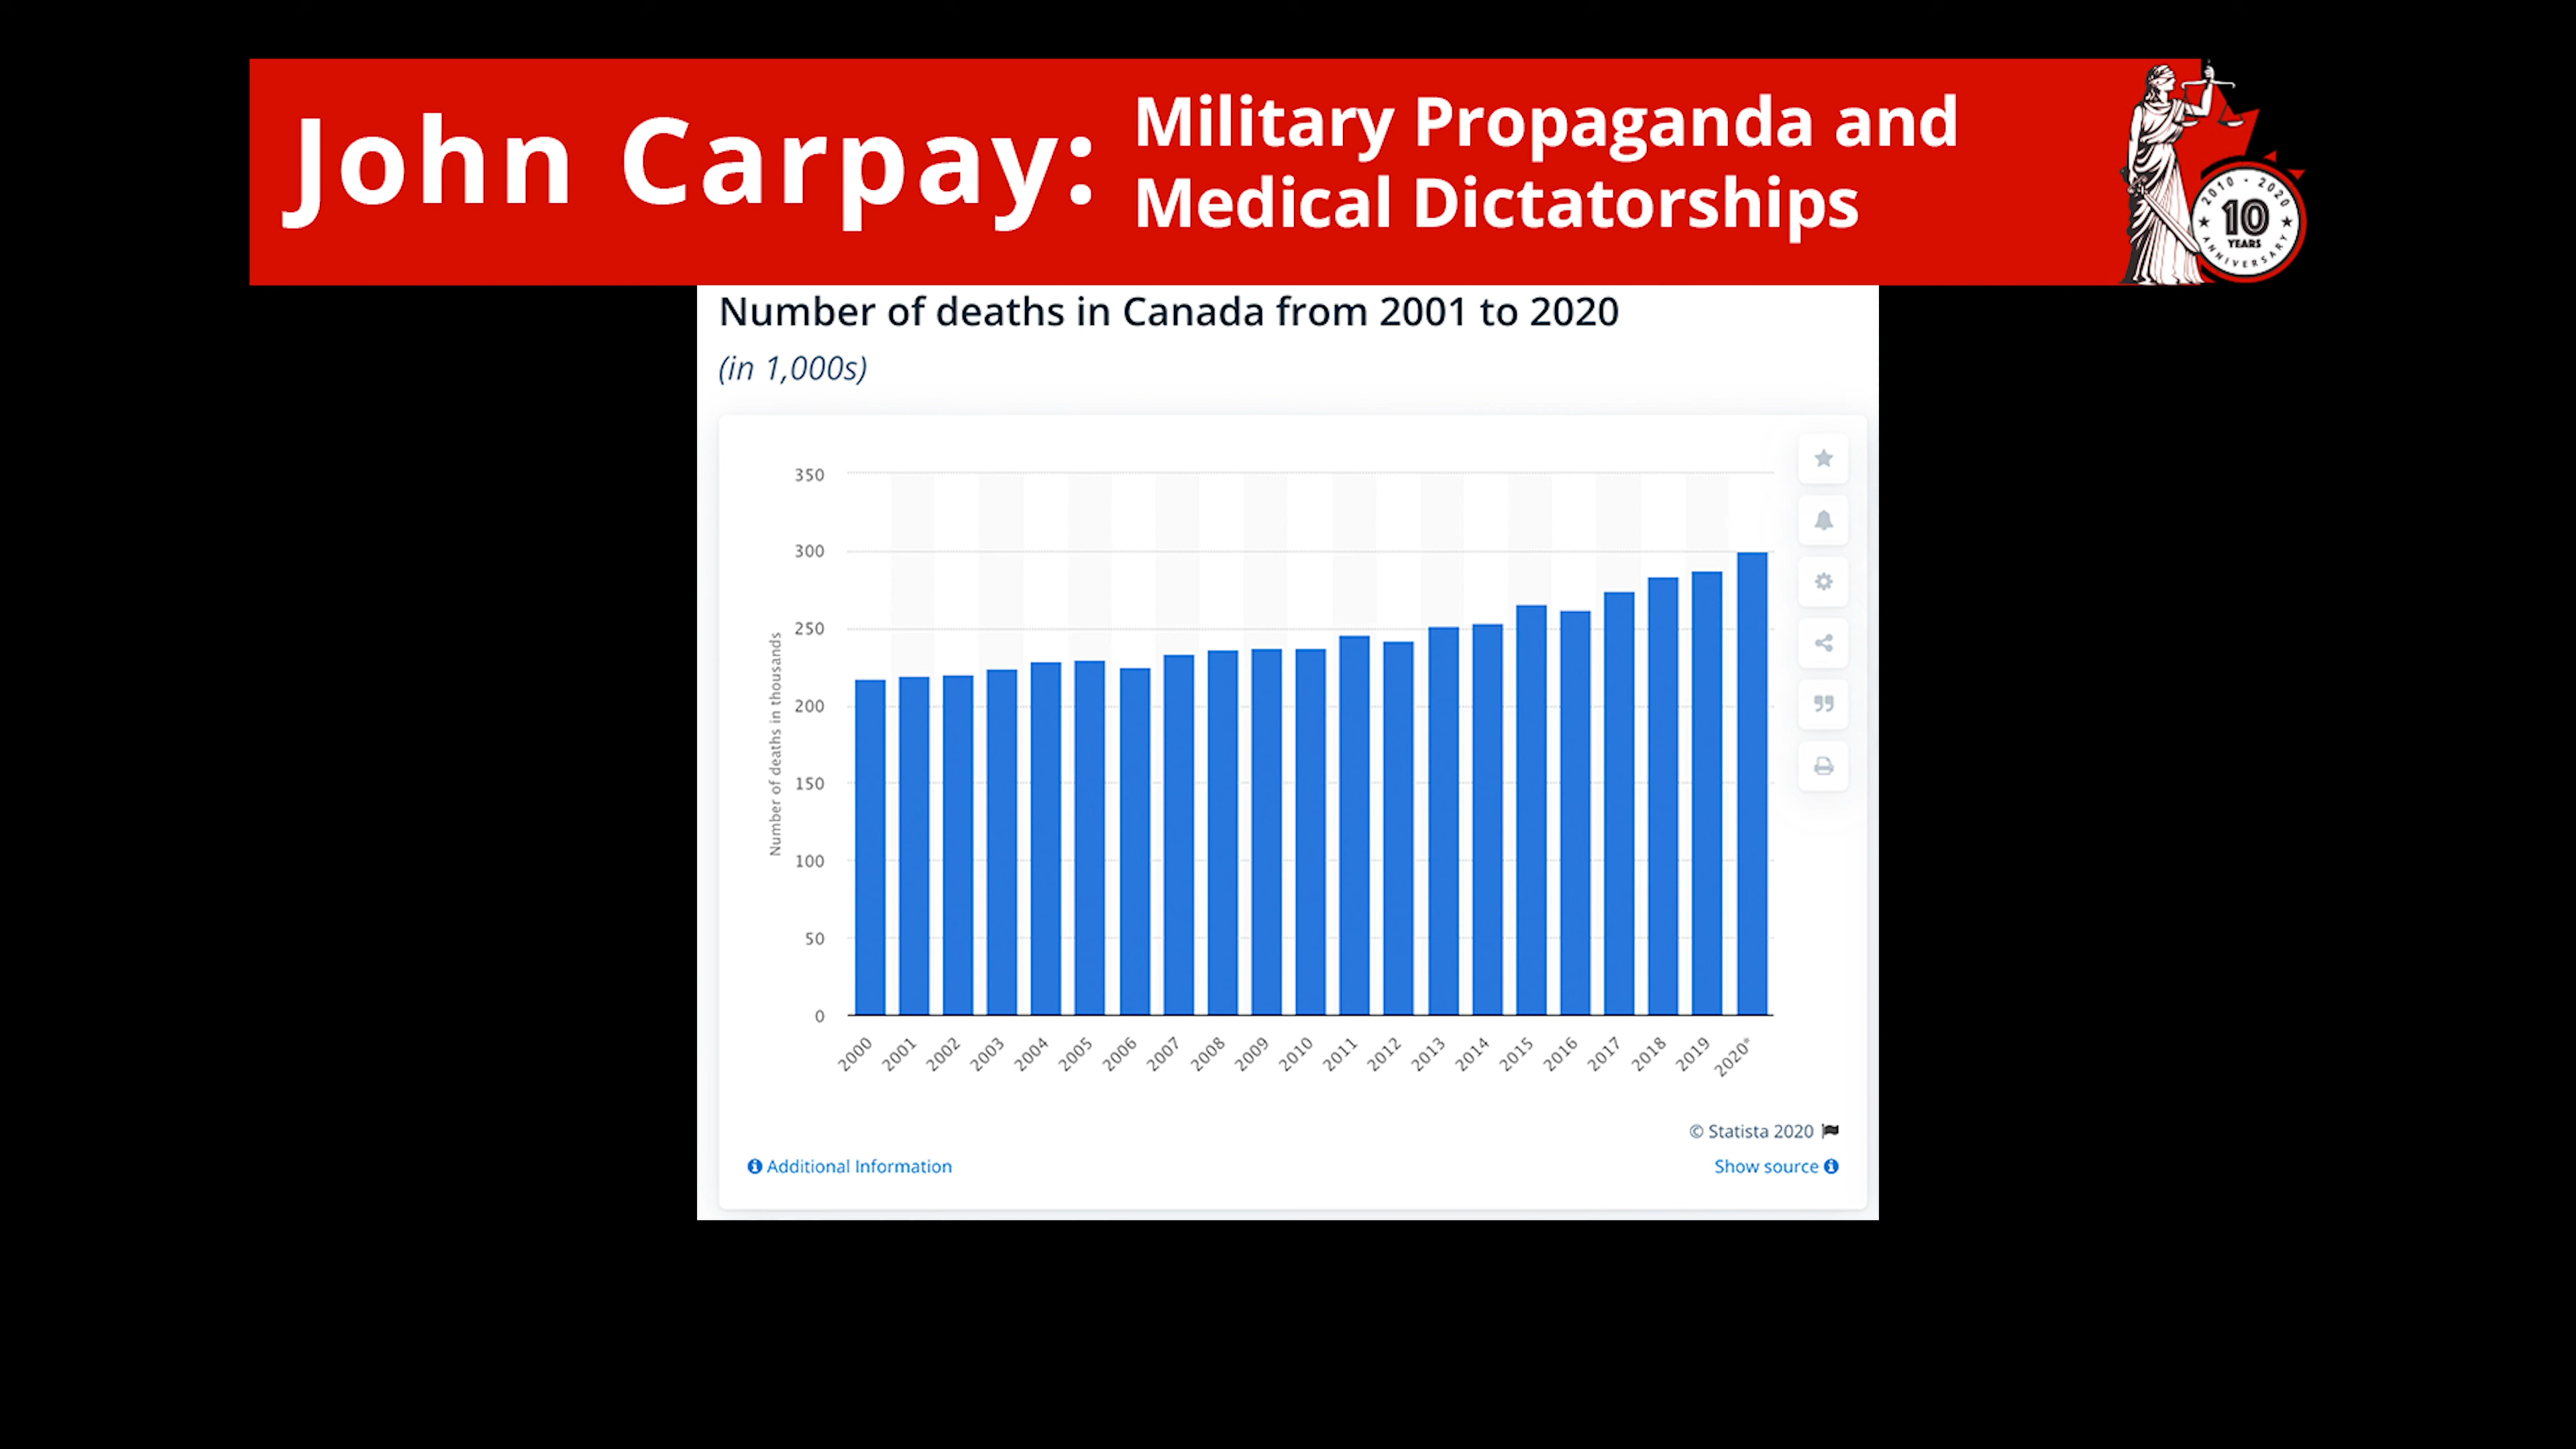 John Carpay:
Military Propaganda and
Medical Dictatorships
2010 - 2020
10
YEARS
ANNIVERSARY
Number of deaths in Canada from 2001 to 2020
(in 1,000s)
Number of deaths in thousands
350
300
250
200
150
100
50
0
2000 2001 2002 2003 2004 2005 2006 2007 2008 2009 2010 2011 2012 2013 2014 2015 2016 2017 2018 2019 2020*
© Statista 2020
Additional Information
Show source